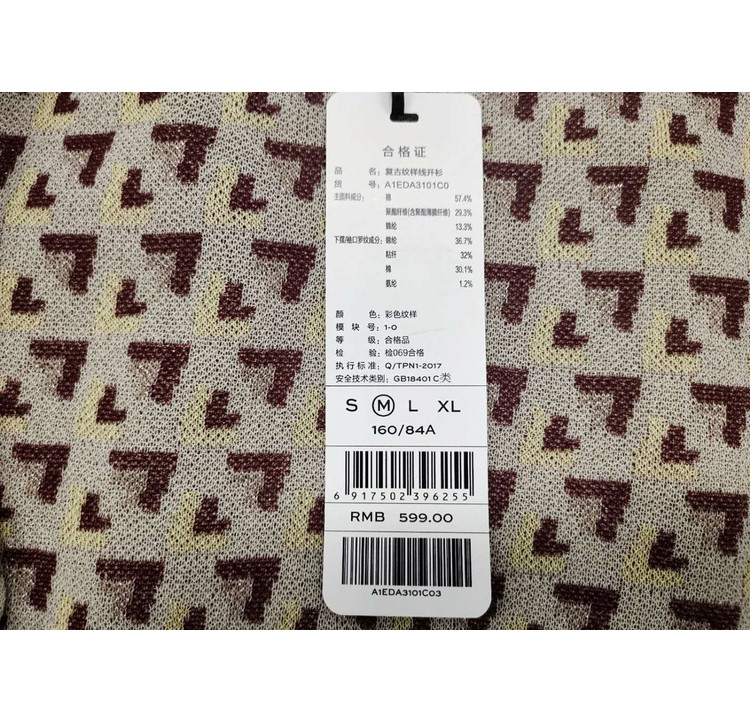 合格证
品 名: 复古纹样线开衫
货 号: A1EDA3101C0
主面料成分: 棉 57.4%
聚酯纤维(含聚酯薄膜纤维) 29.3%
锦纶 13.3%
下摆/袖口罗纹成分: 锦纶 36.7%
粘纤 32%
棉 30.1%
氨纶 1.2%
颜 色: 彩色纹样
模 块 号: 1-0
等 级: 合格品
检 验: 检069合格
执 行 标 准: Q/TPN1-2017
安全技术类别: GB18401 C类
S M L XL
160/84A
6 917502 396255
RMB 599.00
A1EDA3101C03